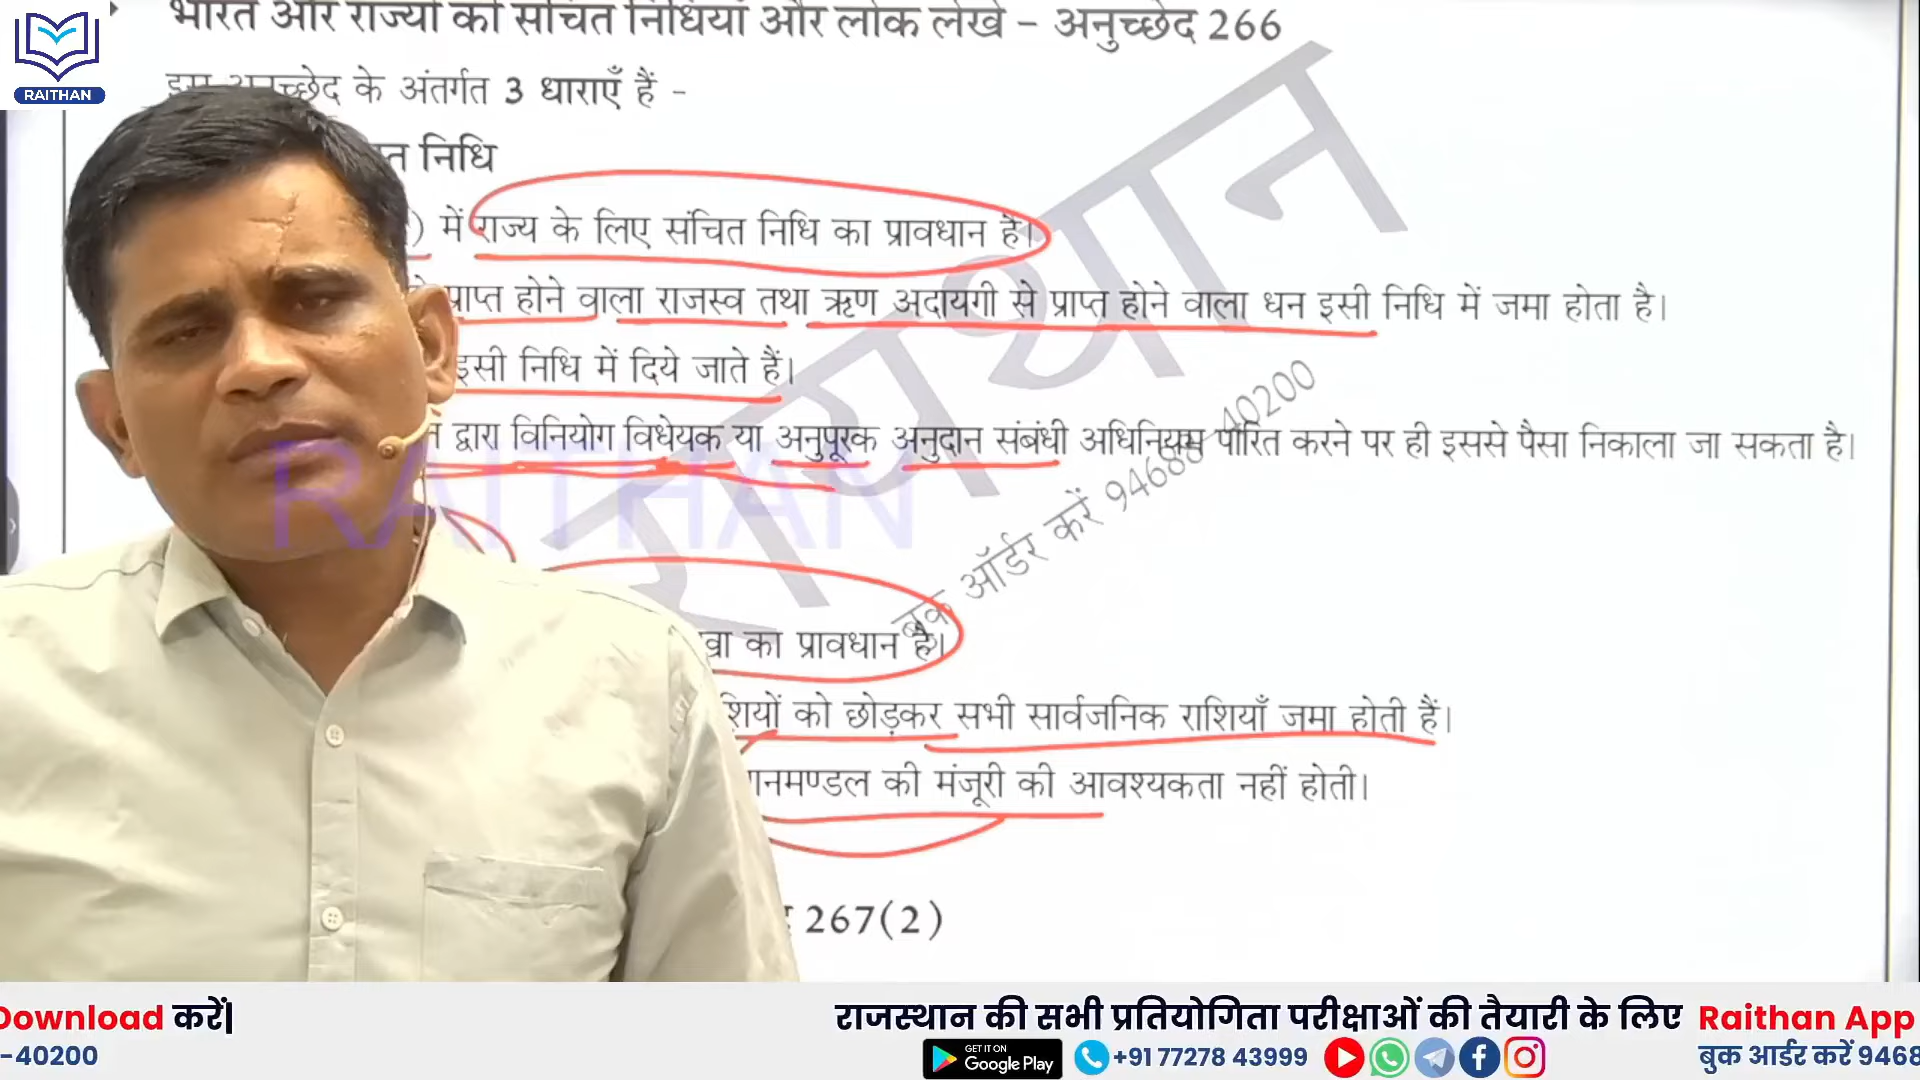 RAITHAN
भारत और राज्यों की संचित निधियाँ और लोक लेखे – अनुच्छेद 266
इस अनुच्छेद के अंतर्गत 3 धाराएँ हैं -
निधि
में राज्य के लिए संचित निधि का प्रावधान है।
प्राप्त होने वाला राजस्व तथा ऋण अदायगी से प्राप्त होने वाला धन इसी निधि में जमा होता है।
इसी निधि में दिये जाते हैं।
द्वारा विनियोग विधेयक या अनुपूरक अनुदान संबंधी अधिनियम पारित करने पर ही इससे पैसा निकाला जा सकता है।
रायथान
बुक ऑर्डर करें 94688-40200
RAITHAN
का प्रावधान है।
को छोड़कर सभी सार्वजनिक राशियाँ जमा होती हैं।
की मंजूरी की आवश्यकता नहीं होती।
267(2)
Download करें|
-40200
राजस्थान की सभी प्रतियोगिता परीक्षाओं की तैयारी के लिए Raithan App
GET IT ON
Google Play
+91 77278 43999
बुक आर्डर करें 9468